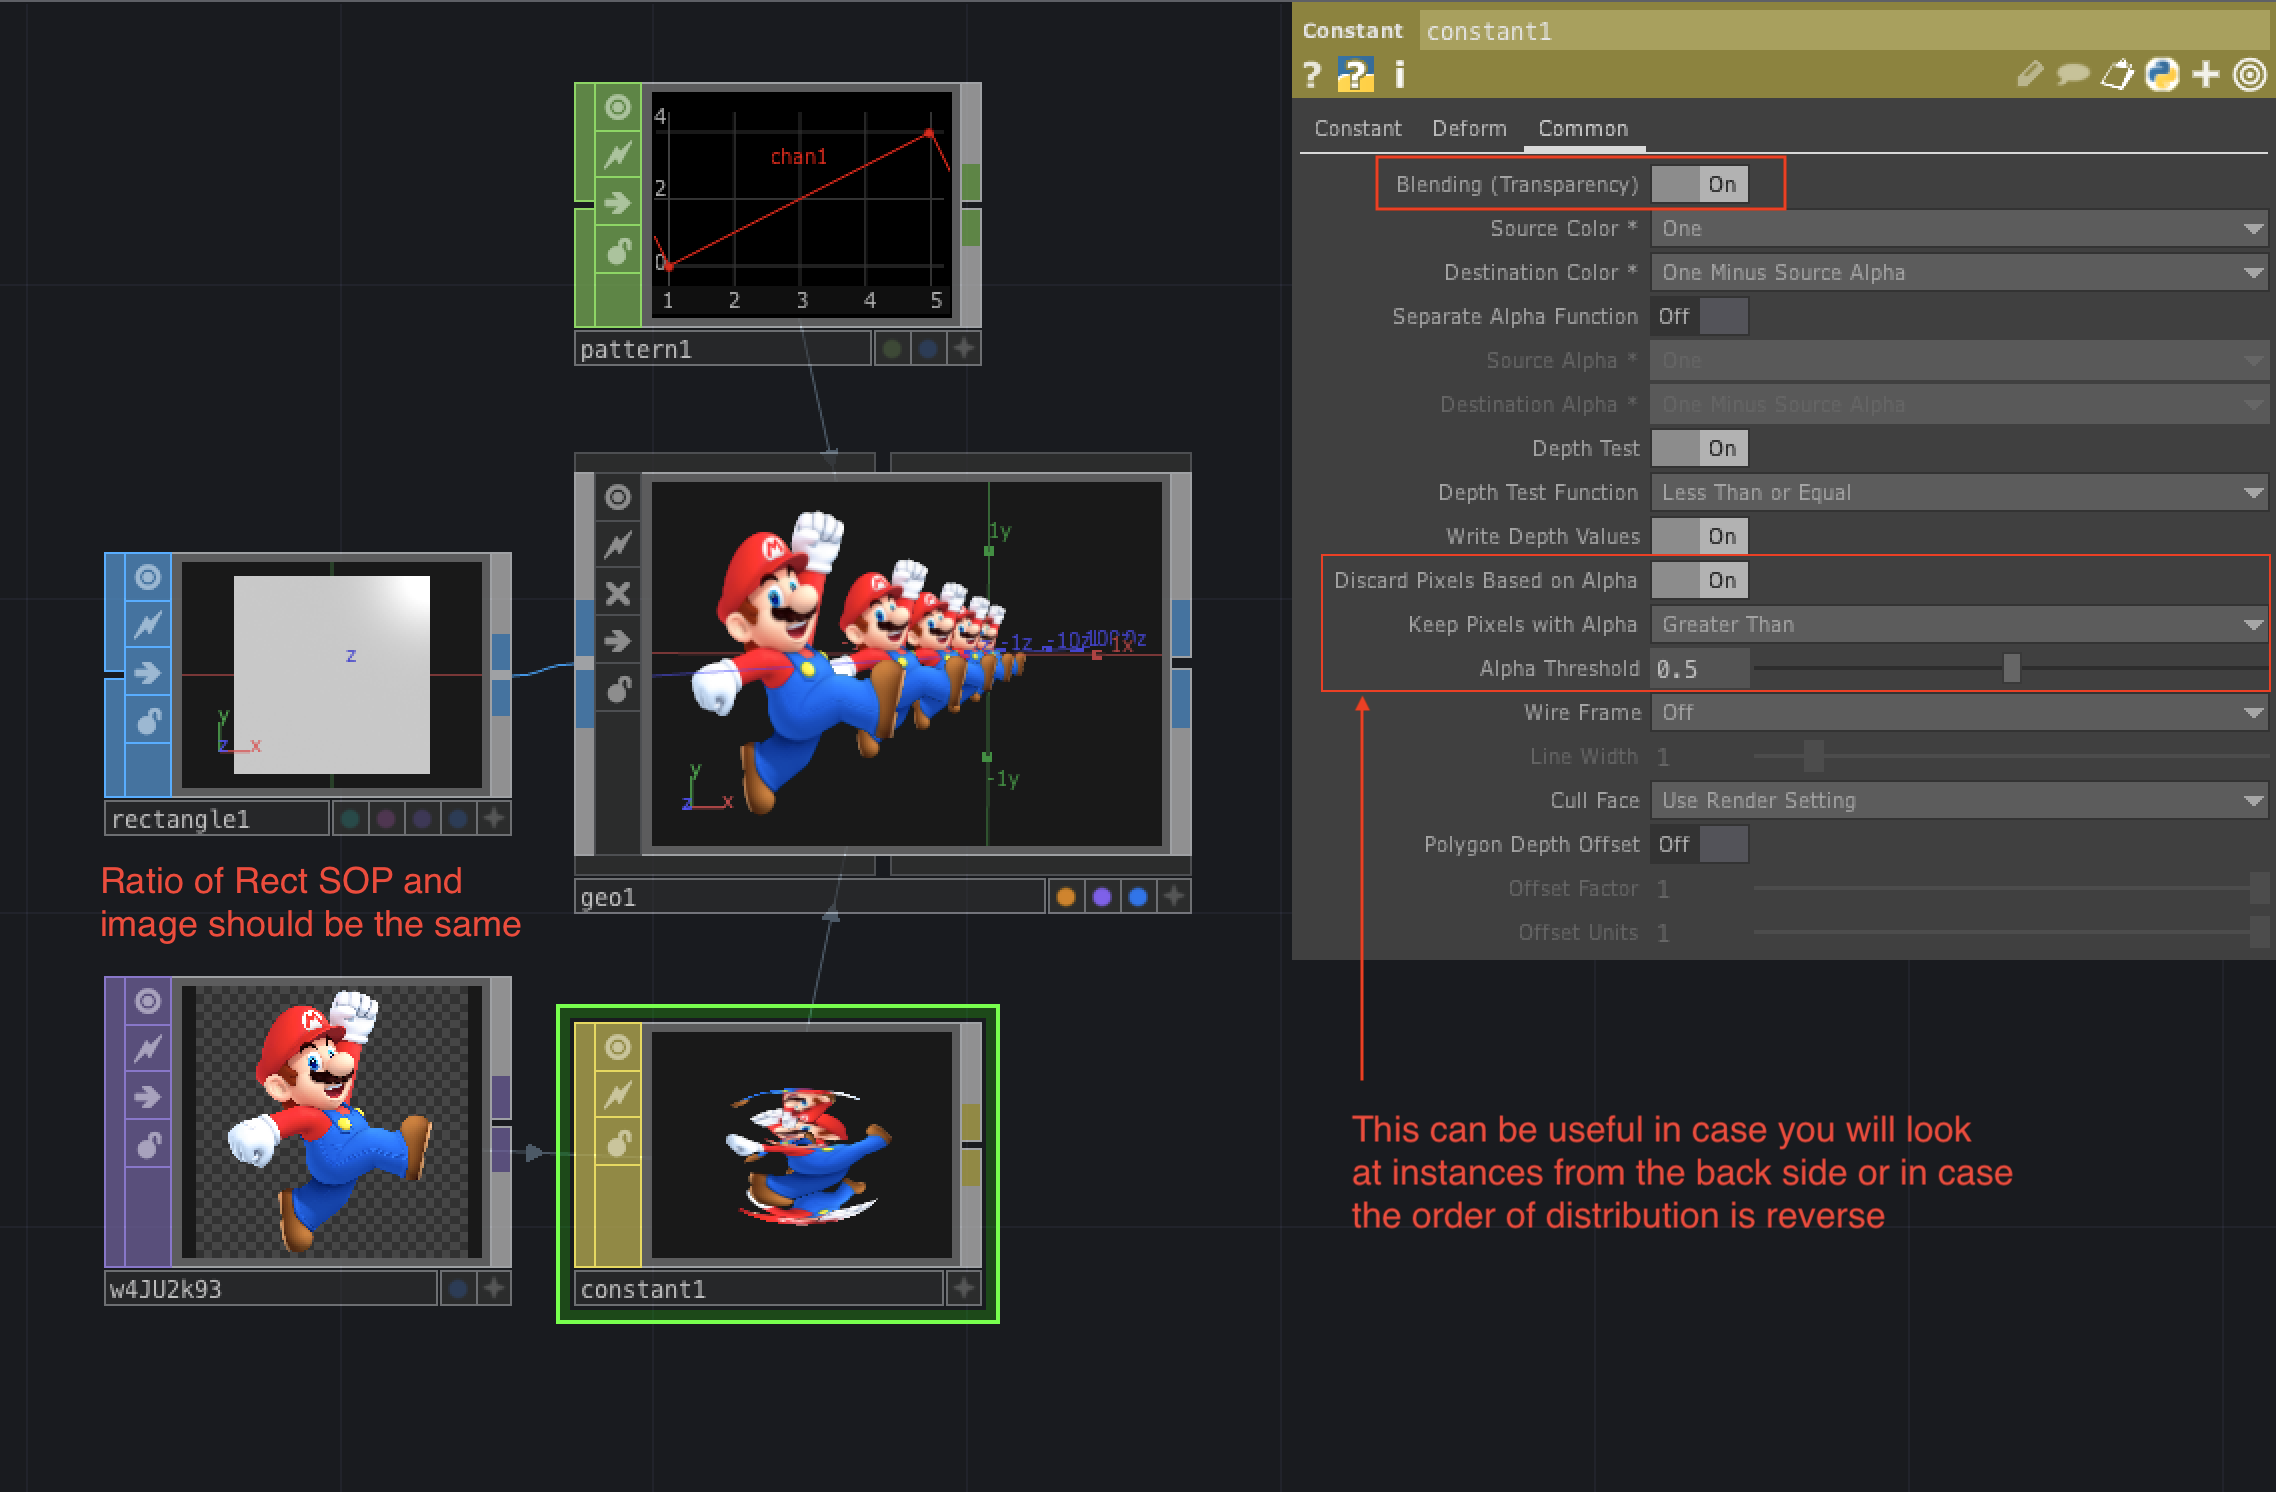 Constant constant1
? ? i
Constant Deform Common
Blending (Transparency) On
Source Color * One
Destination Color * One Minus Source Alpha
Separate Alpha Function Off
Source Alpha * One
Destination Alpha * One Minus Source Alpha
Depth Test On
Depth Test Function Less Than or Equal
Write Depth Values On
Discard Pixels Based on Alpha On
Keep Pixels with Alpha Greater Than
Alpha Threshold 0.5
Wire Frame Off
Line Width 1
Cull Face Use Render Setting
Polygon Depth Offset Off
Offset Factor 1
Offset Units 1
4
chan1
2
0
1 2 3 4 5
pattern1
M
1y
-1z -10z
1x
-1y
y
z x
geo1
z
y
z x
rectangle1
Ratio of Rect SOP and
image should be the same
M
w4JU2k93
constant1
This can be useful in case you will look
at instances from the back side or in case
the order of distribution is reverse